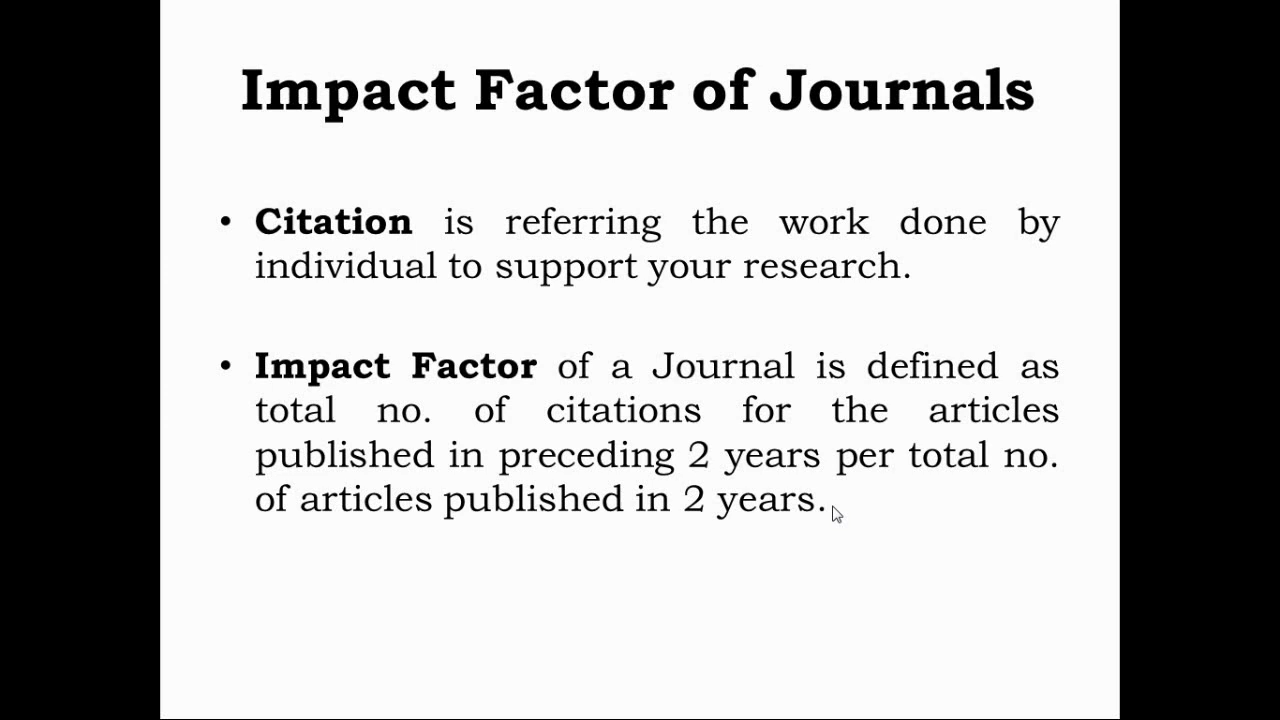 Impact Factor of Journals
• Citation is referring the work done by
individual to support your research.
• Impact Factor of a Journal is defined as
total no. of citations for the articles
published in preceding 2 years per total no.
of articles published in 2 years.